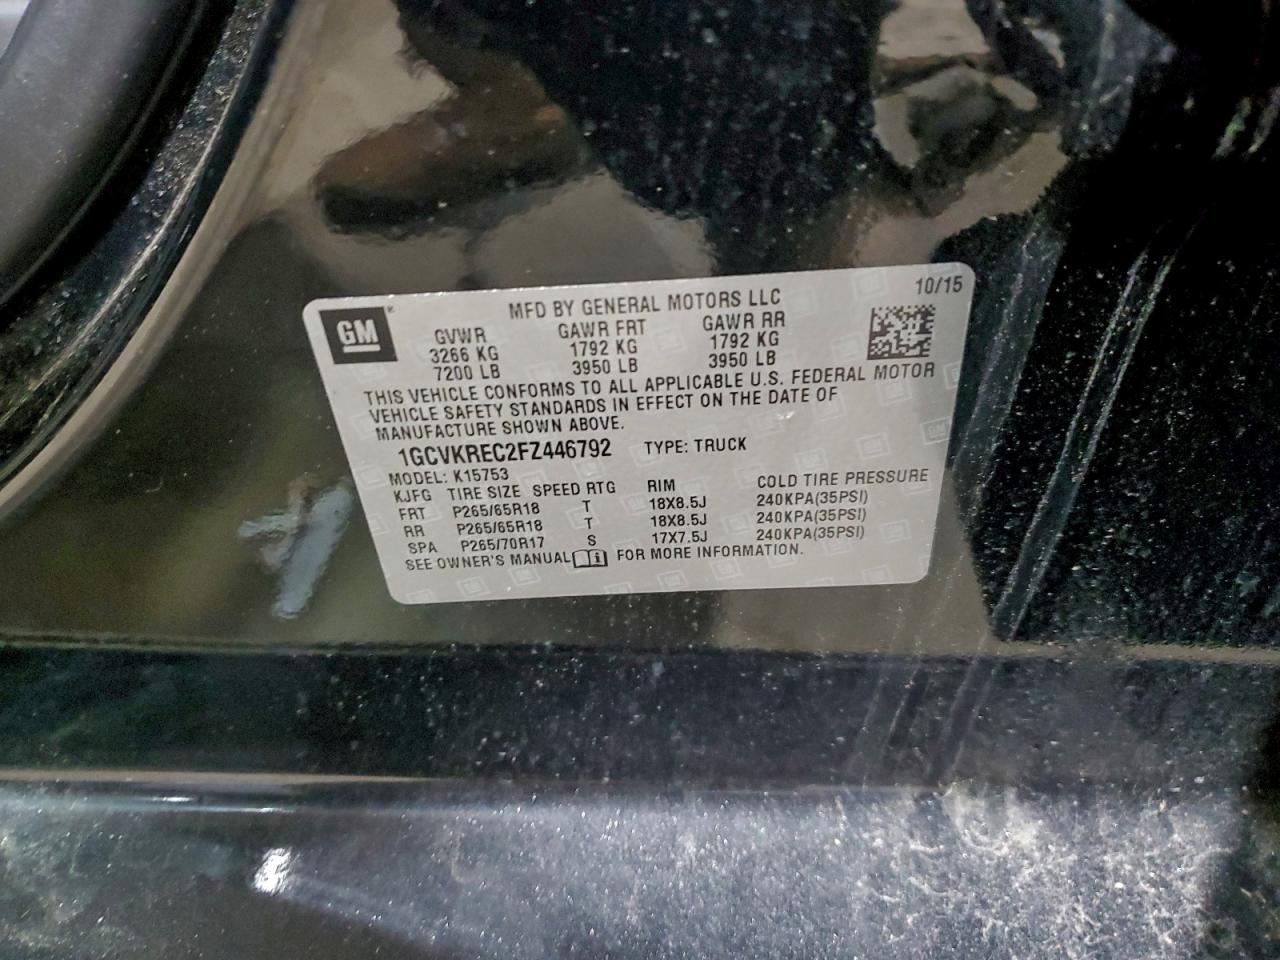 GM
MFD BY GENERAL MOTORS LLC 10/15
GVWR GAWR FRT GAWR RR
3266 KG 1792 KG 1792 KG
7200 LB 3950 LB 3950 LB
THIS VEHICLE CONFORMS TO ALL APPLICABLE U.S. FEDERAL MOTOR
VEHICLE SAFETY STANDARDS IN EFFECT ON THE DATE OF
MANUFACTURE SHOWN ABOVE.
1GCVKREC2FZ446792 TYPE: TRUCK
MODEL: K15753
KJFG TIRE SIZE SPEED RTG RIM COLD TIRE PRESSURE
FRT P265/65R18 T 18X8.5J 240KPA(35PSI)
RR P265/65R18 T 18X8.5J 240KPA(35PSI)
SPA P265/70R17 S 17X7.5J 240KPA(35PSI)
SEE OWNER'S MANUAL FOR MORE INFORMATION.